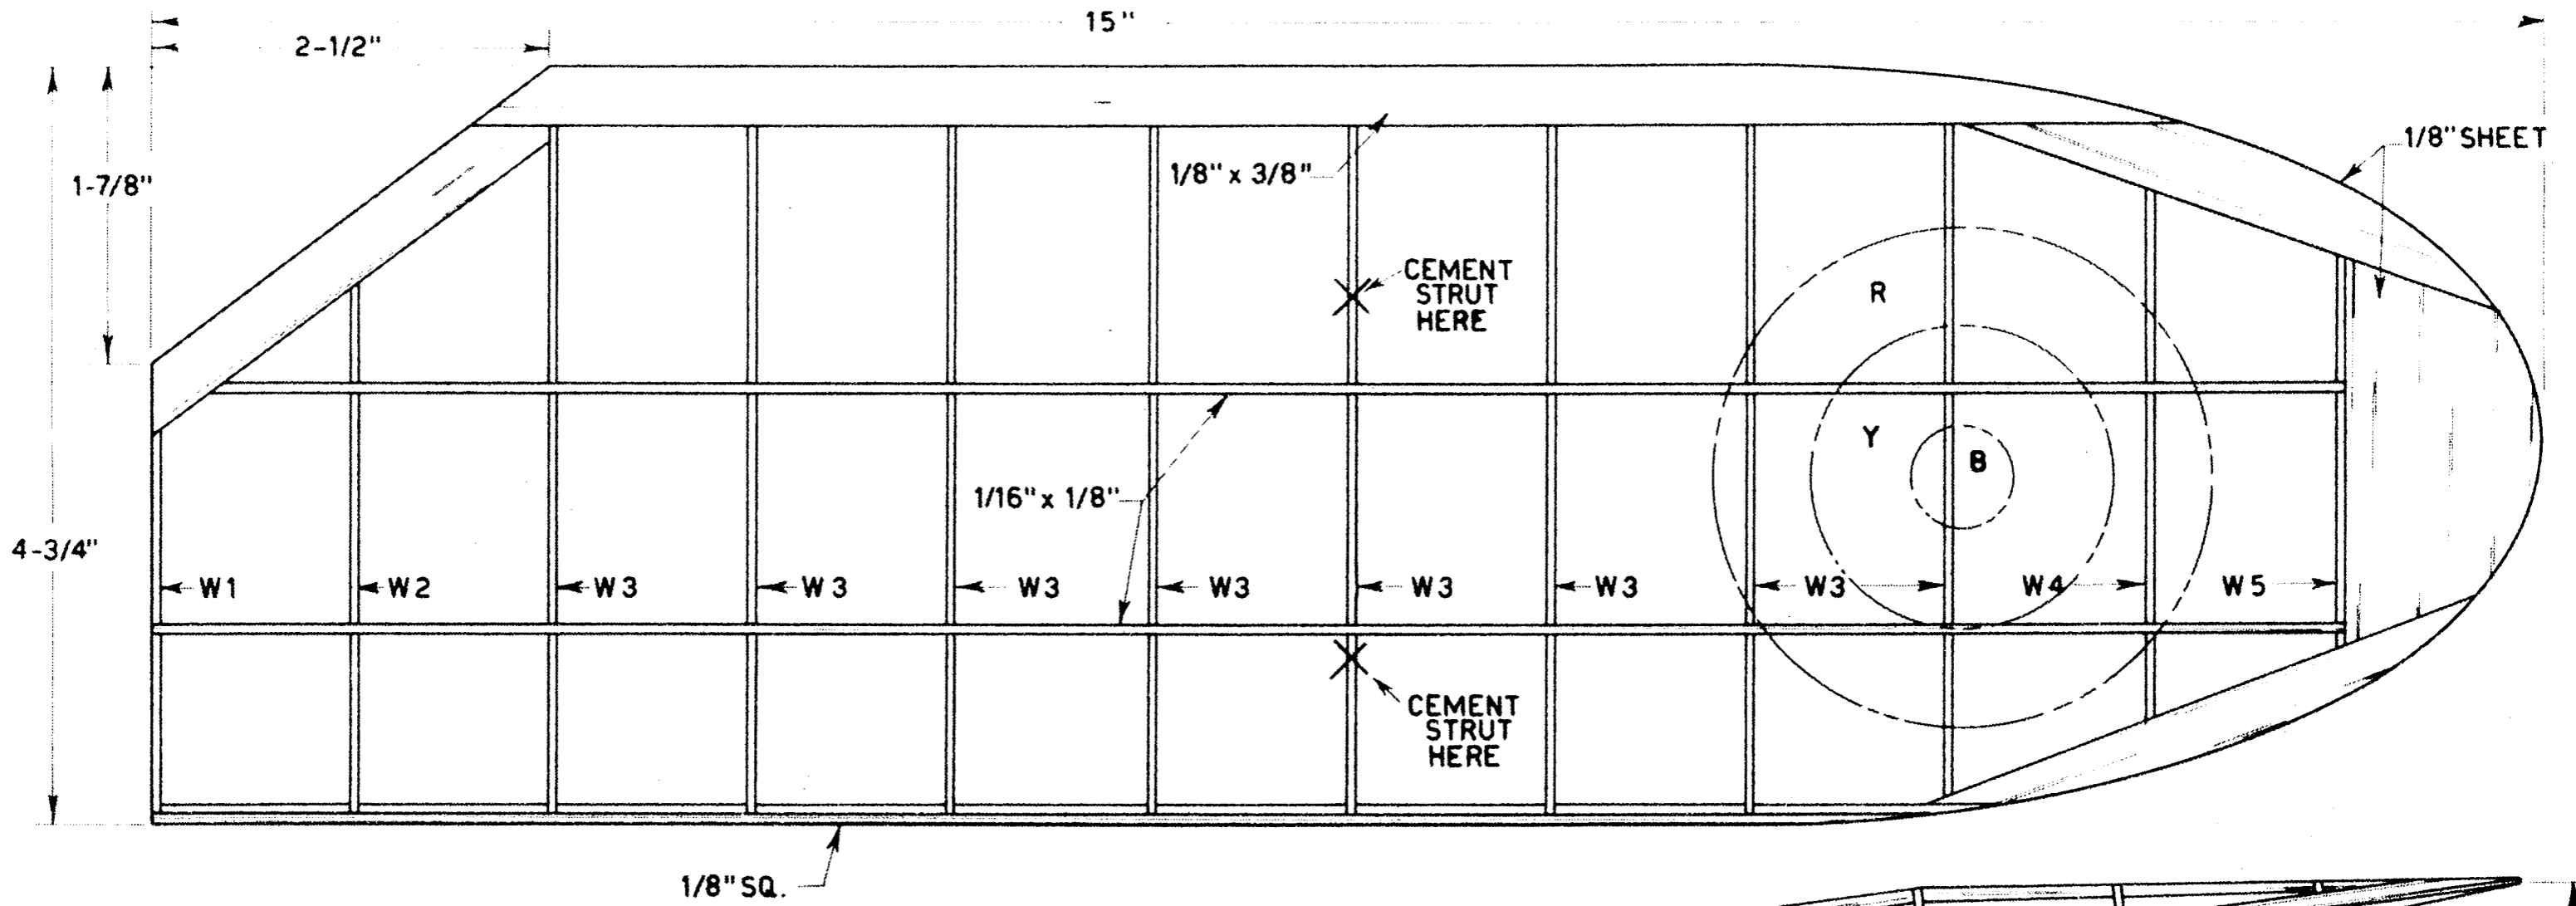 15"
2-1/2"
1-7/8"
1/8" x 3/8"
1/8" SHEET
CEMENT
STRUT
HERE
R
Y
B
1/16" x 1/8"
4-3/4"
W1
W2
W3
W3
W3
W3
W3
W3
W3
W4
W5
CEMENT
STRUT
HERE
1/8" SQ.